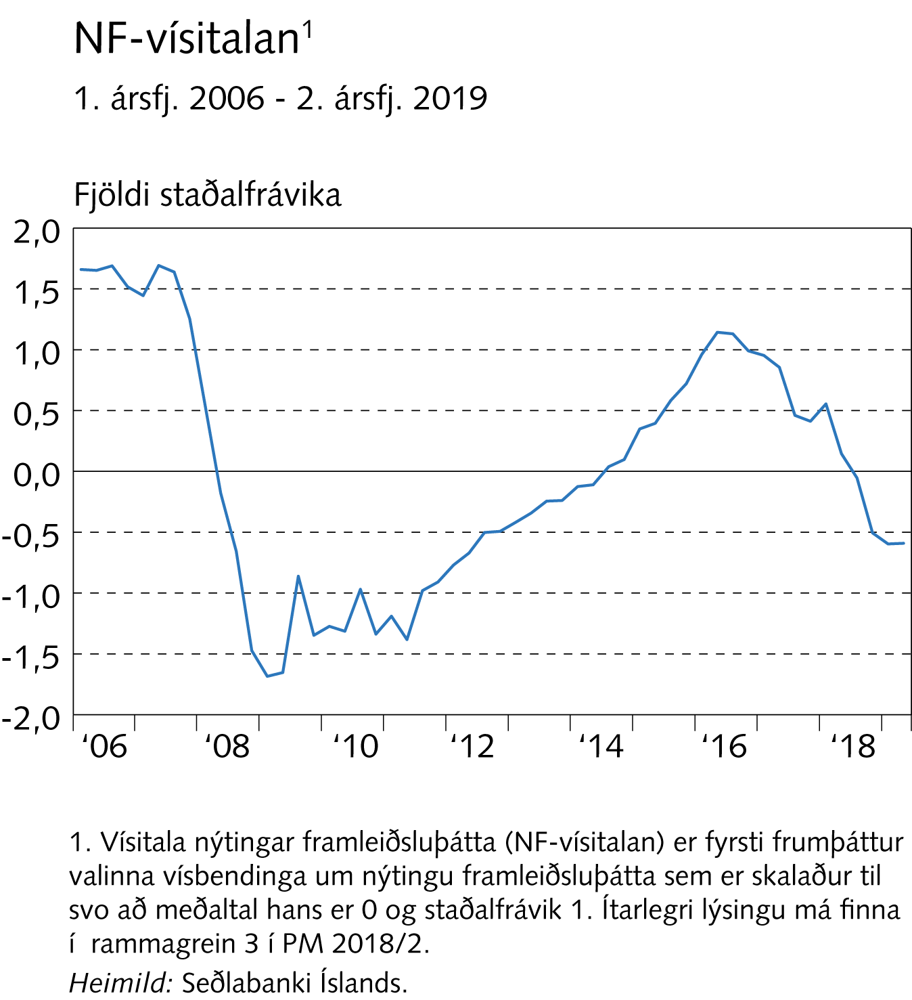 NF-vísitalan¹
1. ársfj. 2006 - 2. ársfj. 2019
Fjöldi staðalfrávika
2,0
1,5
1,0
0,5
0,0
-0,5
-1,0
-1,5
-2,0
‘06 ‘08 ‘10 ‘12 ‘14 ‘16 ‘18
1. Vísitala nýtingar framleiðsluþátta (NF-vísitalan) er fyrsti frumþáttur
valinna vísbendinga um nýtingu framleiðsluþátta sem er skalaður til
svo að meðaltal hans er 0 og staðalfrávik 1. Ítarlegri lýsingu má finna
í rammagrein 3 í PM 2018/2.
Heimild: Seðlabanki Íslands.